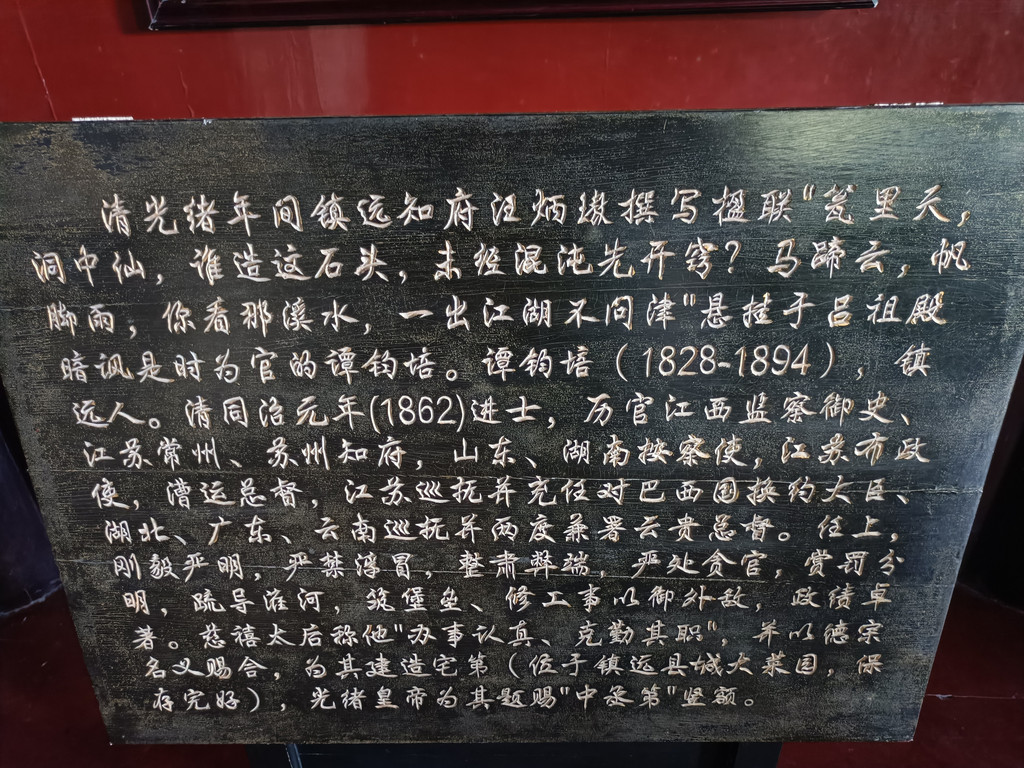 清光绪年间镇远知府汪炳璈撰写楹联"瓮里天，
洞中仙，谁造这石头，未经混沌先开窍？马蹄云，帆
脚雨，你看那溪水，一出江湖不问津"悬挂于吕祖殿
暗讽是时为官的谭钧培。谭钧培（1828-1894），镇
远人。清同治元年(1862)进士，历官江西监察御史、
江苏常州、苏州知府，山东、湖南按察使，江苏布政
使，漕运总督，江苏巡抚并充任对巴西国换约大臣、
湖北、广东、云南巡抚并两度兼署云贵总督。任上，
刚毅严明，严禁浮冒，整肃弊端，严处贪官，赏罚分
明，疏导淮河，筑堡垒、修工事以御外敌，政绩卓
著。慈禧太后称他"办事认真、克勤其职"，并以德宗
名义赐合，为其建造宅第（位于镇远县城大菜园，保
存完好），光绪皇帝为其题赐"中丞第"竖额。